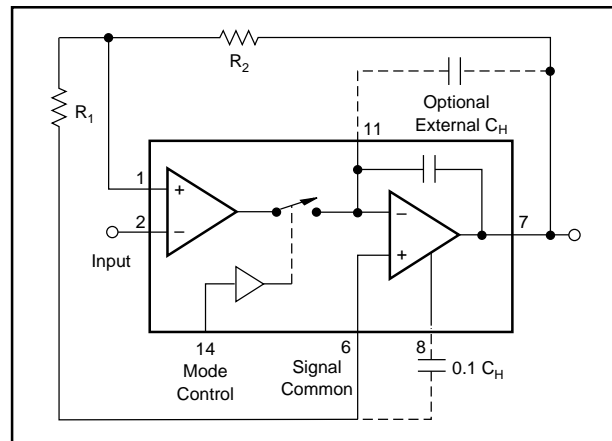 R2
R1
Optional
External CH
11
1
+
−
2
+
−
7
Input
14
6
8
Mode
Control
Signal
Common
0.1 CH